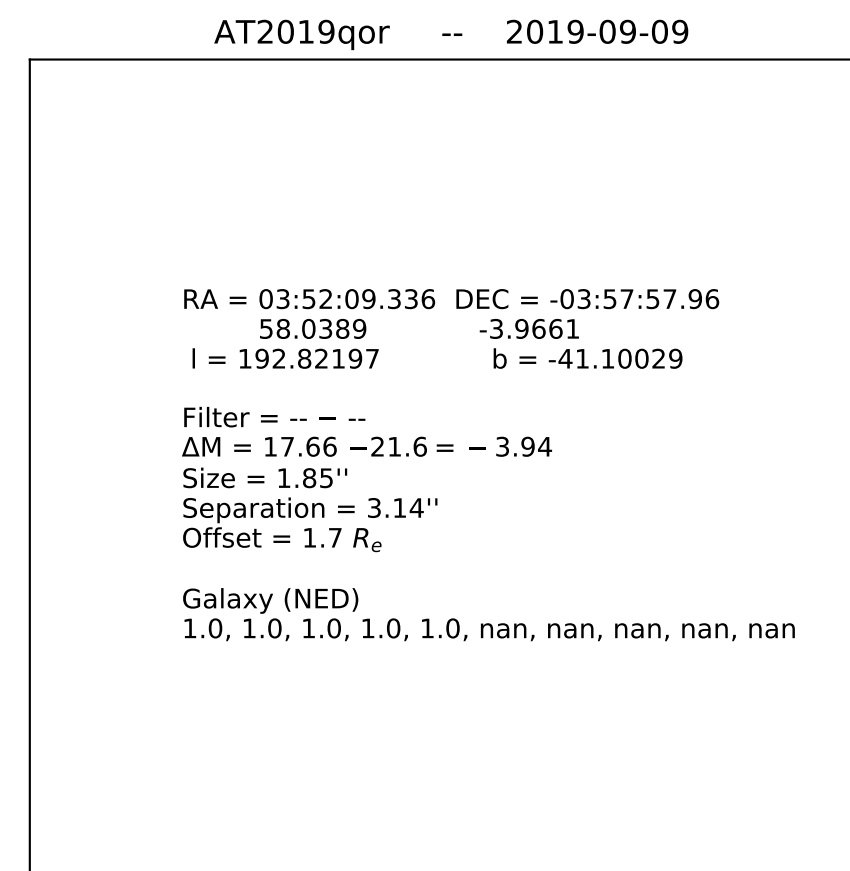 AT2019qor -- 2019-09-09
RA = 03:52:09.336 DEC = -03:57:57.96
58.0389 -3.9661
l = 192.82197 b = -41.10029
Filter = -- − --
ΔM = 17.66 −21.6 = − 3.94
Size = 1.85''
Separation = 3.14''
Offset = 1.7 Rₑ
Galaxy (NED)
1.0, 1.0, 1.0, 1.0, 1.0, nan, nan, nan, nan, nan